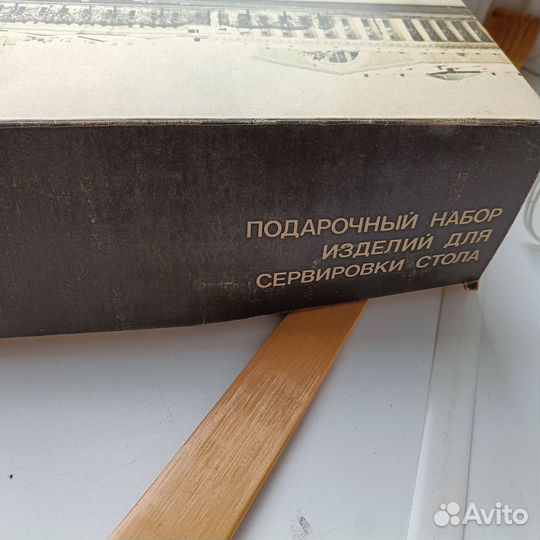 ПОДАРОЧНЫЙ НАБОР
ИЗДЕЛИЙ ДЛЯ
СЕРВИРОВКИ СТОЛА
Avito